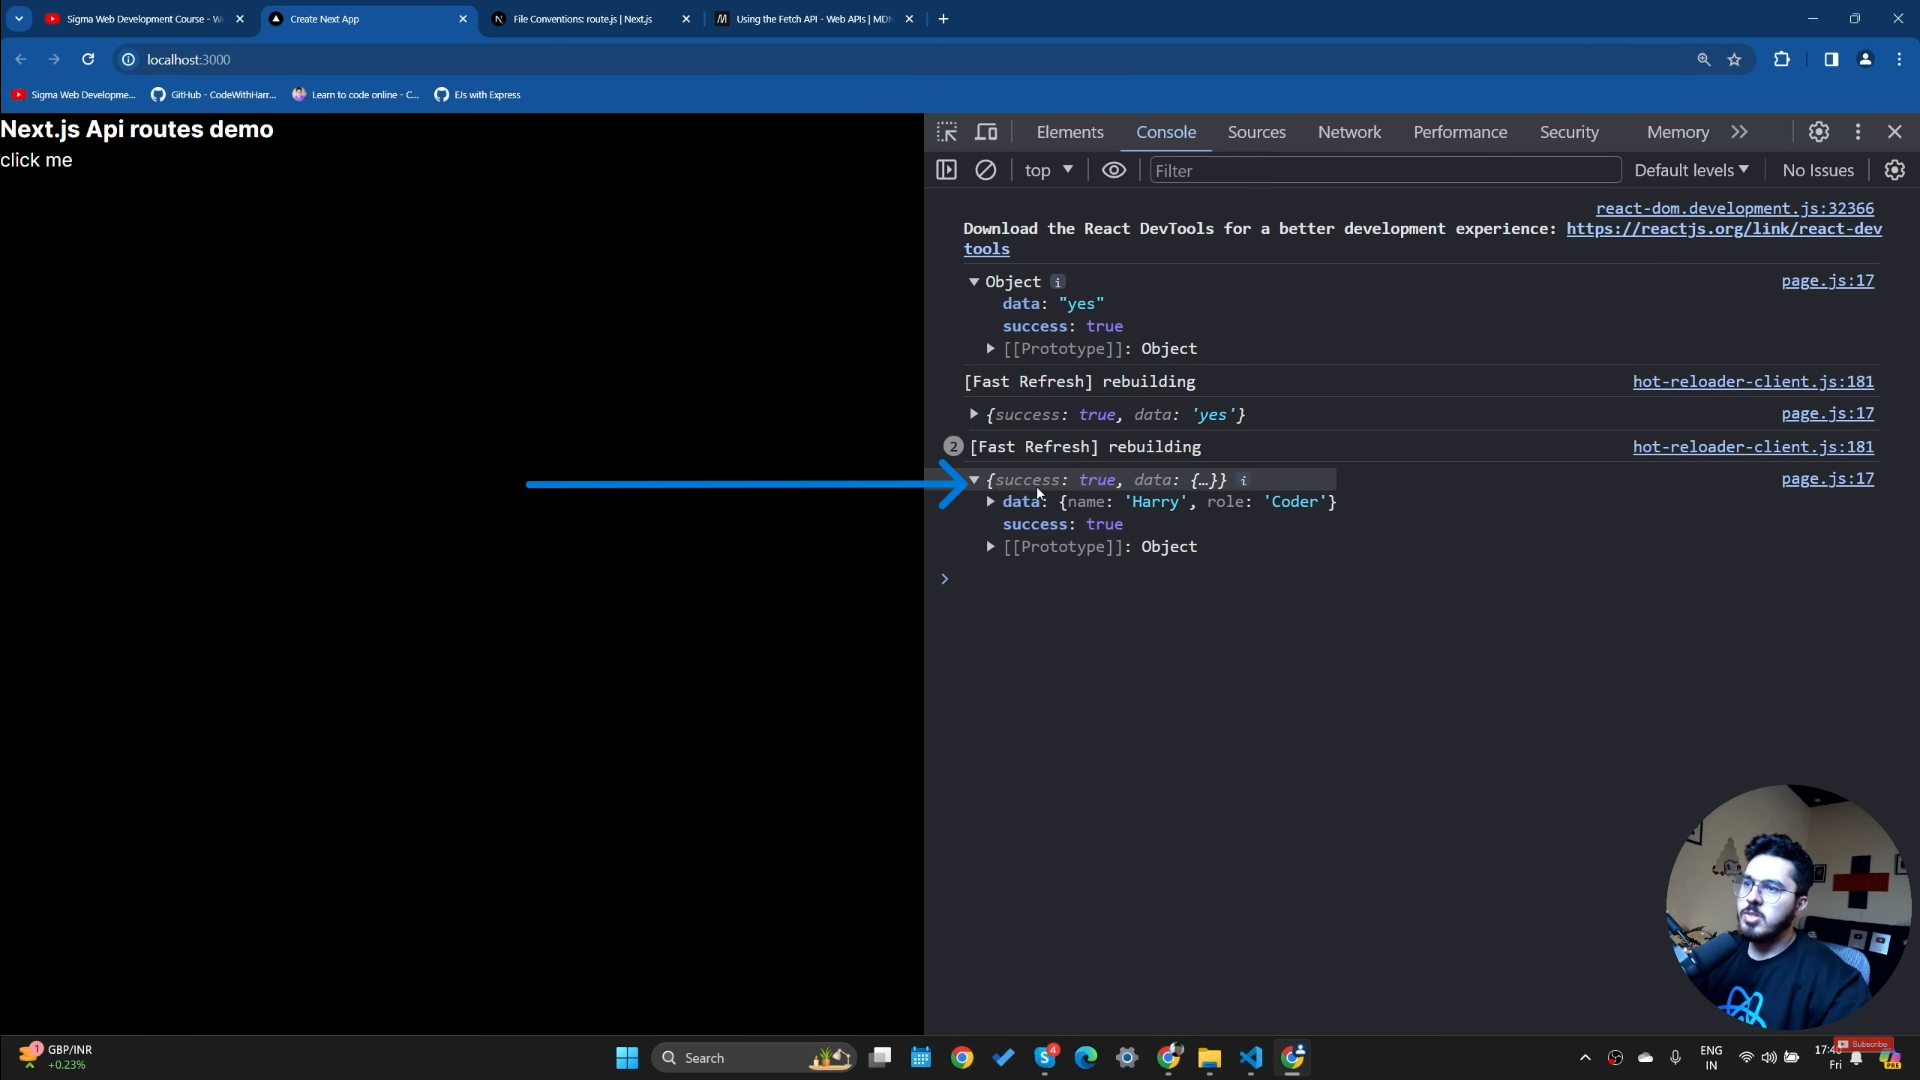 Sigma Web Development Course - W
Create Next App
File Conventions: route.js | Next.js
Using the Fetch API - Web APIs | MDN
localhost:3000
Sigma Web Developme...
GitHub - CodeWithHarr...
Learn to code online - C...
EJs with Express
Next.js Api routes demo
click me
Elements
Console
Sources
Network
Performance
Security
Memory
top
Filter
Default levels
No Issues
react-dom.development.js:32366
Download the React DevTools for a better development experience: https://reactjs.org/link/react-dev
tools
Object i page.js:17
data: "yes"
success: true
[[Prototype]]: Object
[Fast Refresh] rebuilding hot-reloader-client.js:181
{success: true, data: 'yes'} page.js:17
2 [Fast Refresh] rebuilding hot-reloader-client.js:181
{success: true, data: {…}} i page.js:17
data: {name: 'Harry', role: 'Coder'}
success: true
[[Prototype]]: Object
1
GBP/INR
+0.23%
Search
4
ENG
IN
Fri
Subscribe
PRE